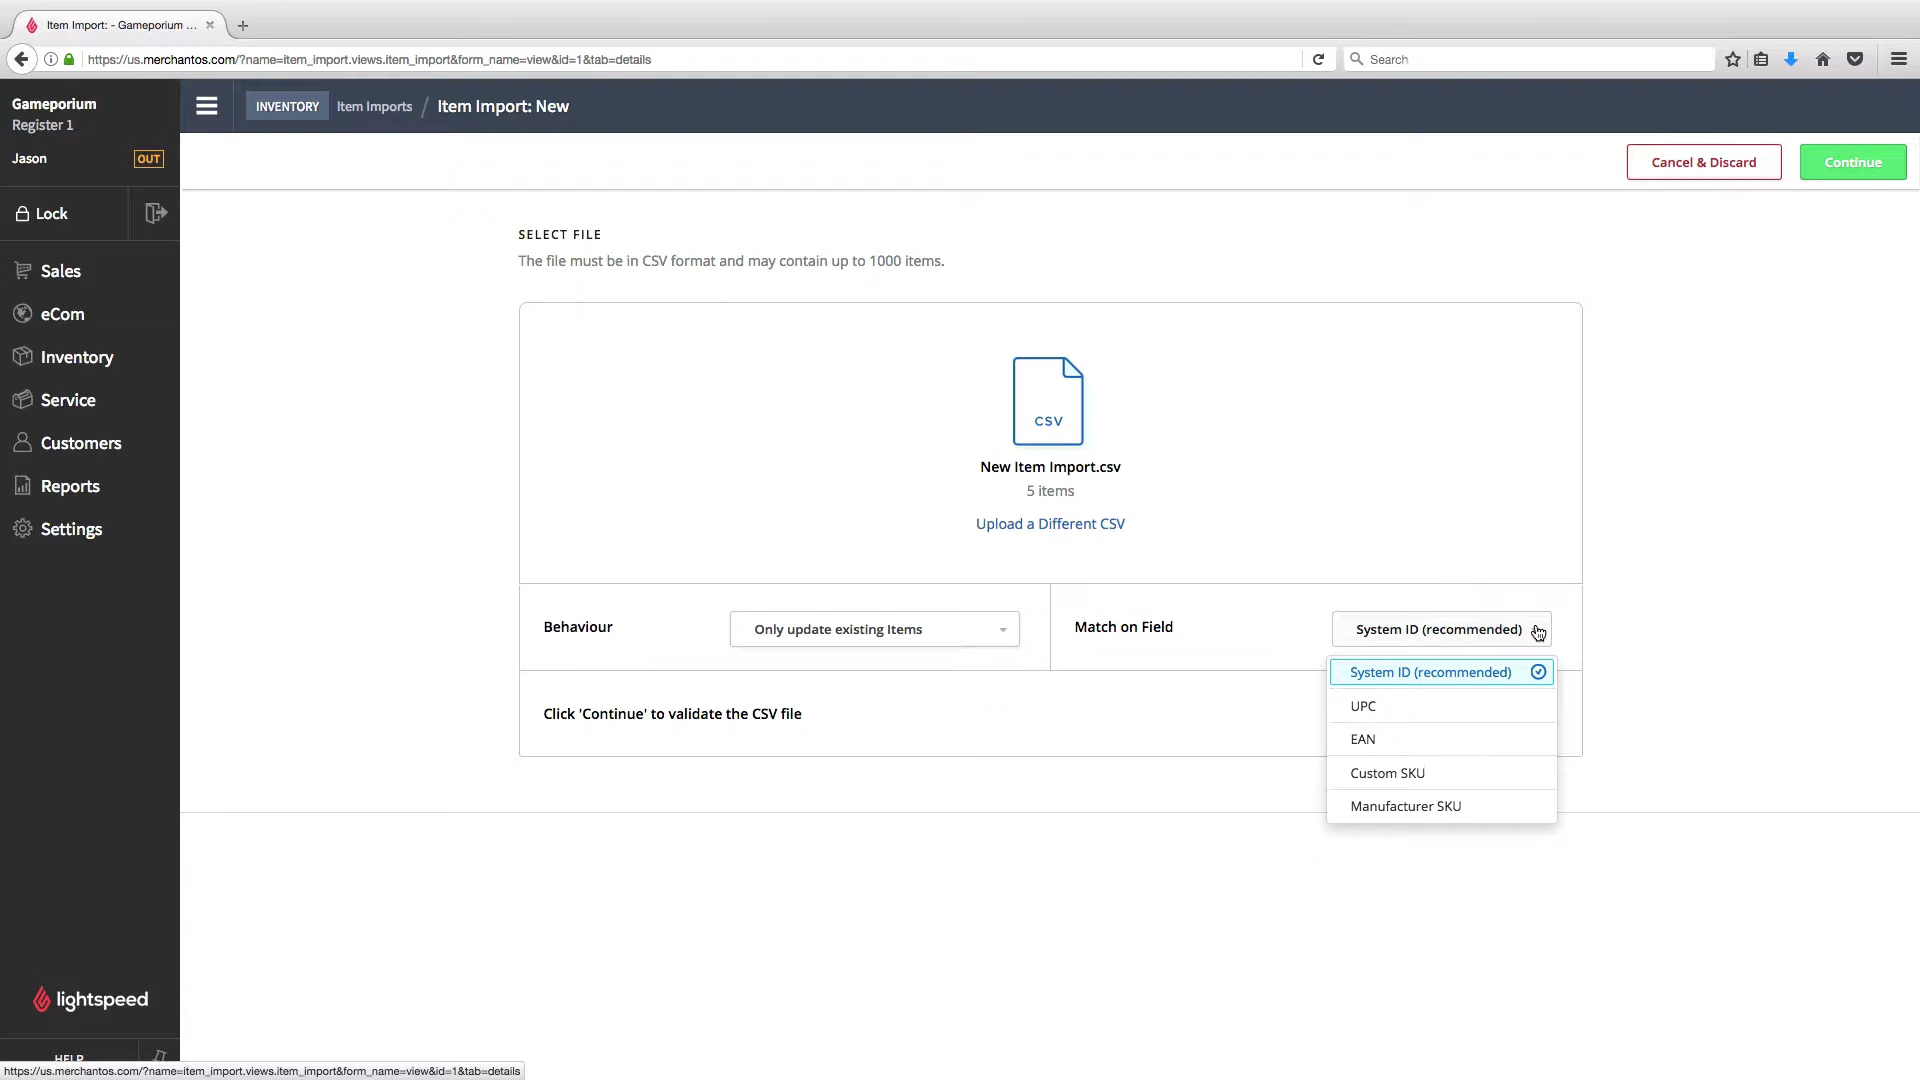 Item Import: - Gameporium ...
https://us.merchantos.com/?name=item_import.views.item_import&form_name=view&id=1&tab=details
Search
Gameporium
Register 1
Jason
OUT
Lock
Sales
eCom
Inventory
Service
Customers
Reports
Settings
lightspeed
HELP
INVENTORY
Item Imports / Item Import: New
Cancel & Discard
Continue
SELECT FILE
The file must be in CSV format and may contain up to 1000 items.
CSV
New Item Import.csv
5 items
Upload a Different CSV
Behaviour
Only update existing Items
Match on Field
System ID (recommended)
System ID (recommended)
UPC
EAN
Custom SKU
Manufacturer SKU
Click 'Continue' to validate the CSV file
https://us.merchantos.com/?name=item_import.views.item_import&form_name=view&id=1&tab=details